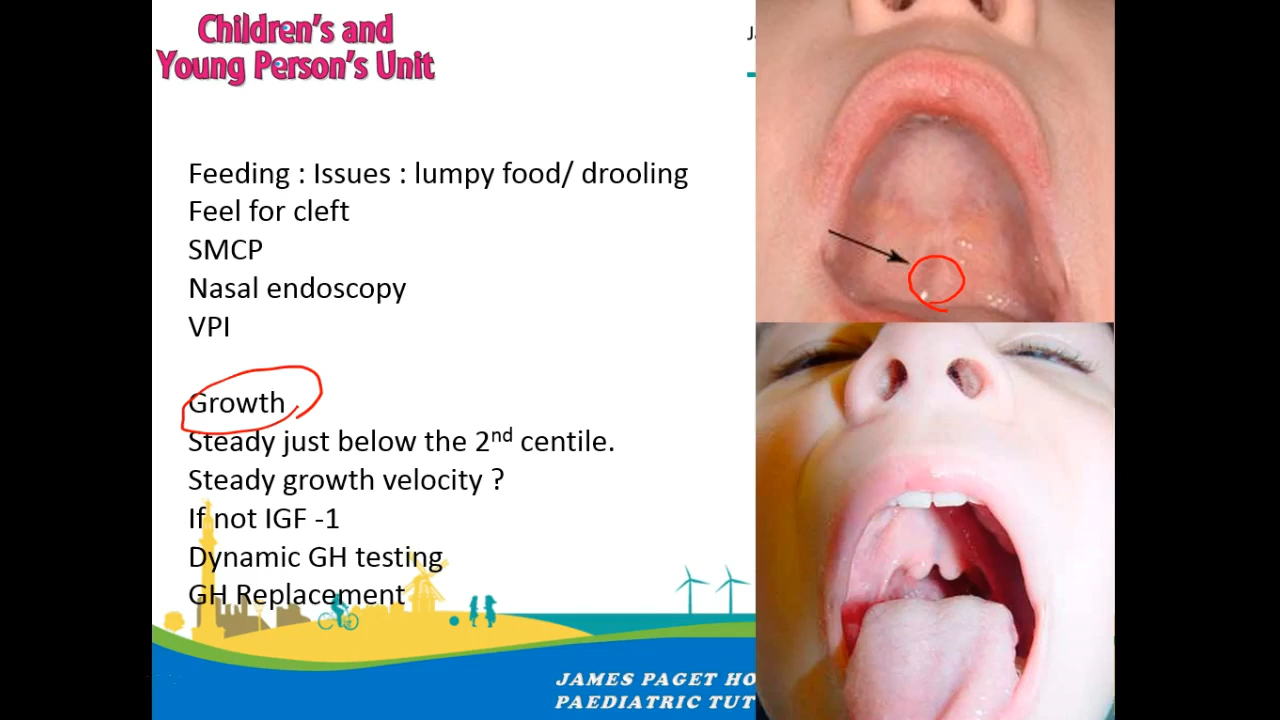 Children's and
Young Person's Unit
Feeding : Issues : lumpy food/ drooling
Feel for cleft
SMCP
Nasal endoscopy
VPI
Growth
Steady just below the 2nd centile.
Steady growth velocity ?
If not IGF -1
Dynamic GH testing
GH Replacement
JAMES PAGET HO
PAEDIATRIC TUT